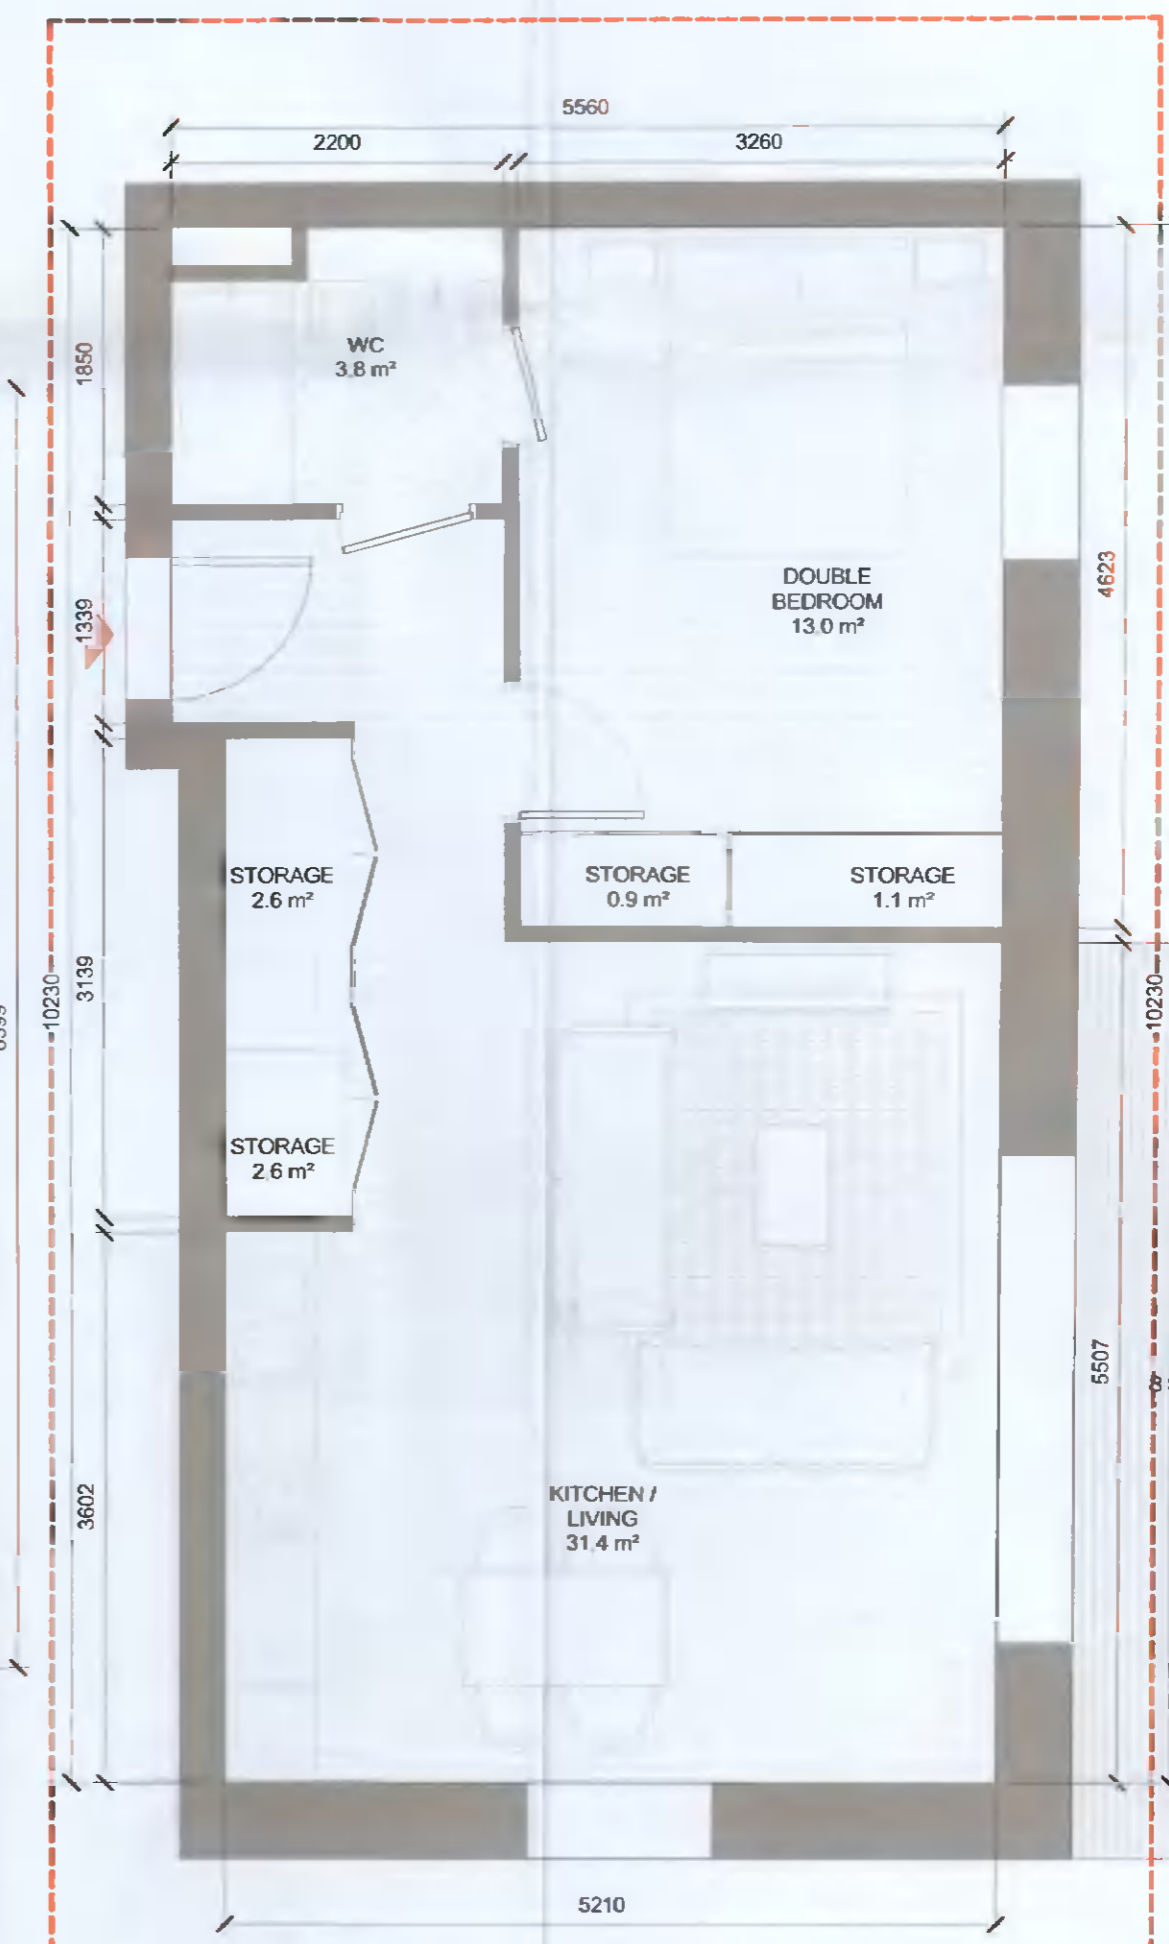 5560
2200
3260
WC
3.8 m²
1850
DOUBLE
BEDROOM
13.0 m²
4623
1339
STORAGE
2.6 m²
STORAGE
0.9 m²
STORAGE
1.1 m²
10230
3139
10230
STORAGE
2.6 m²
5507
3602
KITCHEN /
LIVING
31.4 m²
5210